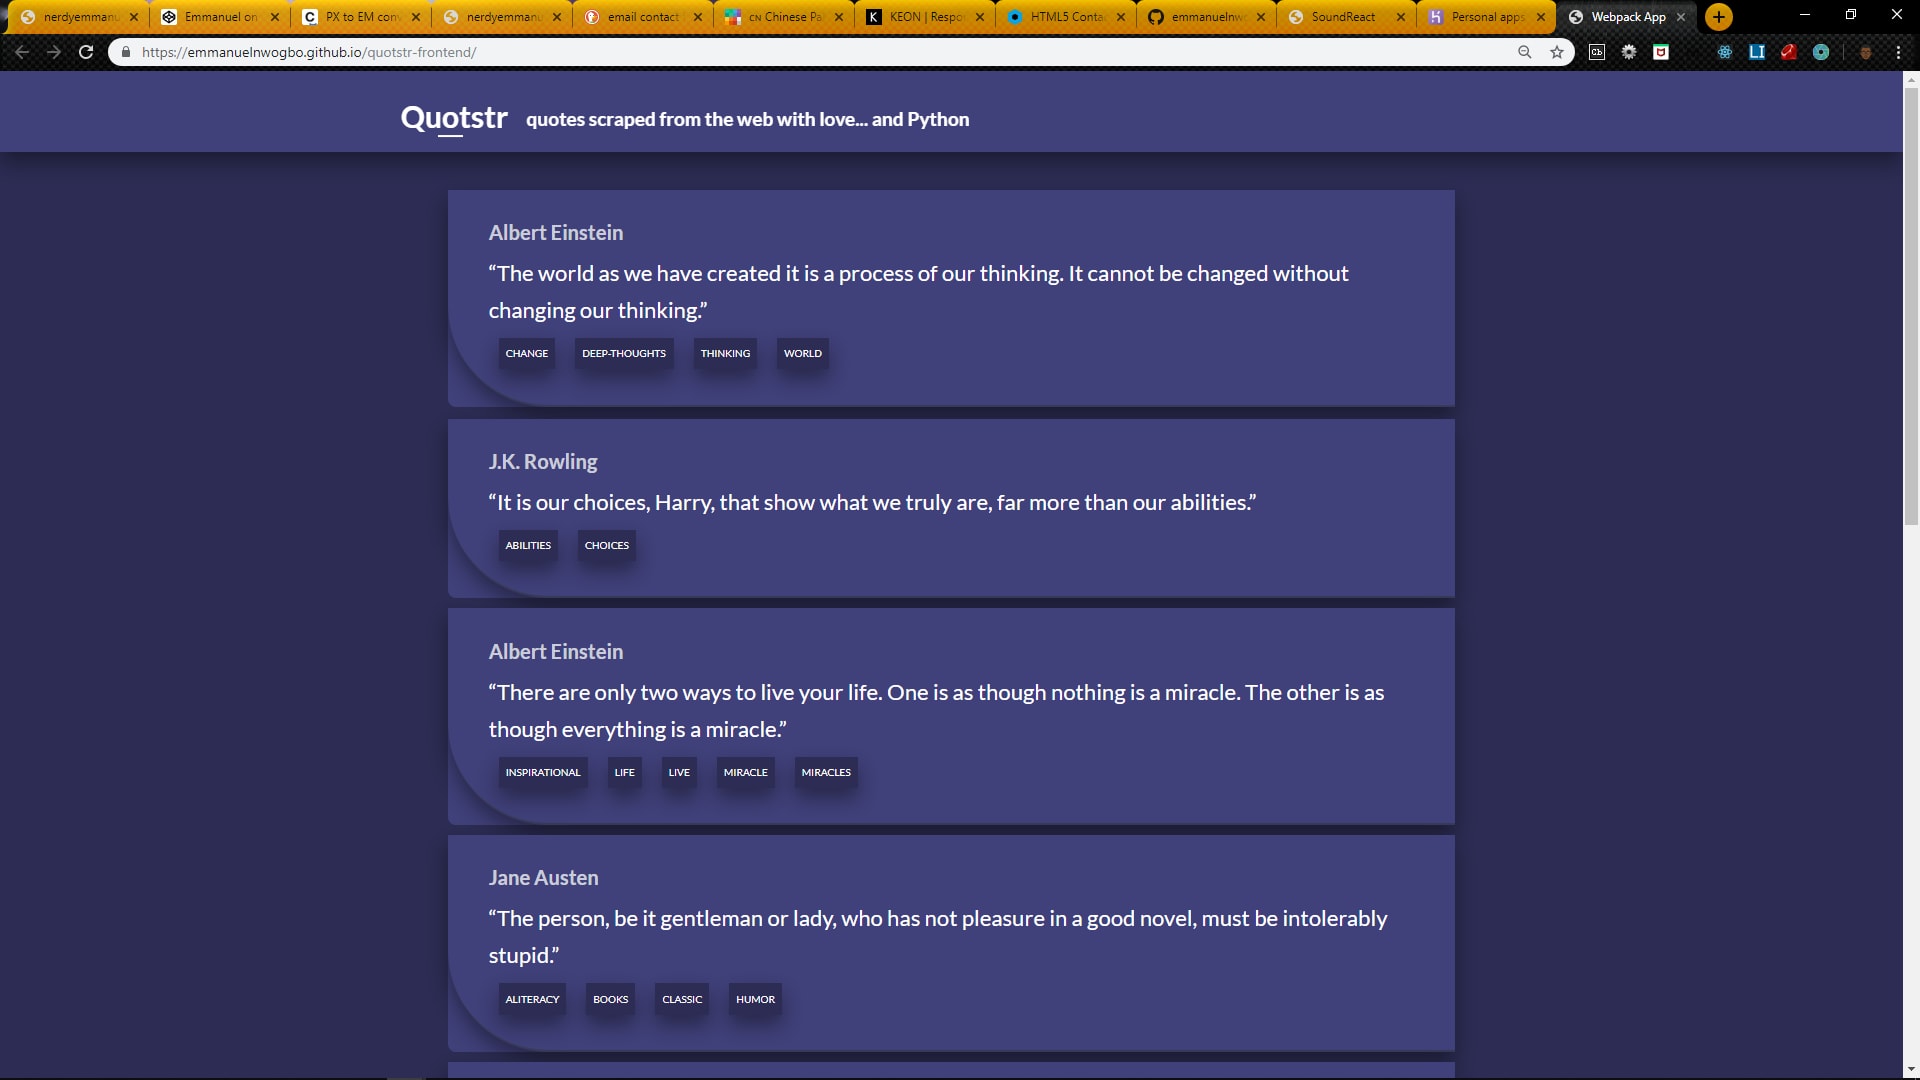 nerdyemmanu
Emmanuel on
PX to EM conv
nerdyemmanu
email contact
CN Chinese Pa
KEON | Respo
HTML5 Conta
emmanuelnwo
SoundReact
Personal apps
Webpack App
https://emmanuelnwogbo.github.io/quotstr-frontend/
Quotstr quotes scraped from the web with love... and Python
Albert Einstein
“The world as we have created it is a process of our thinking. It cannot be changed without
changing our thinking.”
CHANGE DEEP-THOUGHTS THINKING WORLD
J.K. Rowling
“It is our choices, Harry, that show what we truly are, far more than our abilities.”
ABILITIES CHOICES
Albert Einstein
“There are only two ways to live your life. One is as though nothing is a miracle. The other is as
though everything is a miracle.”
INSPIRATIONAL LIFE LIVE MIRACLE MIRACLES
Jane Austen
“The person, be it gentleman or lady, who has not pleasure in a good novel, must be intolerably
stupid.”
ALITERACY BOOKS CLASSIC HUMOR